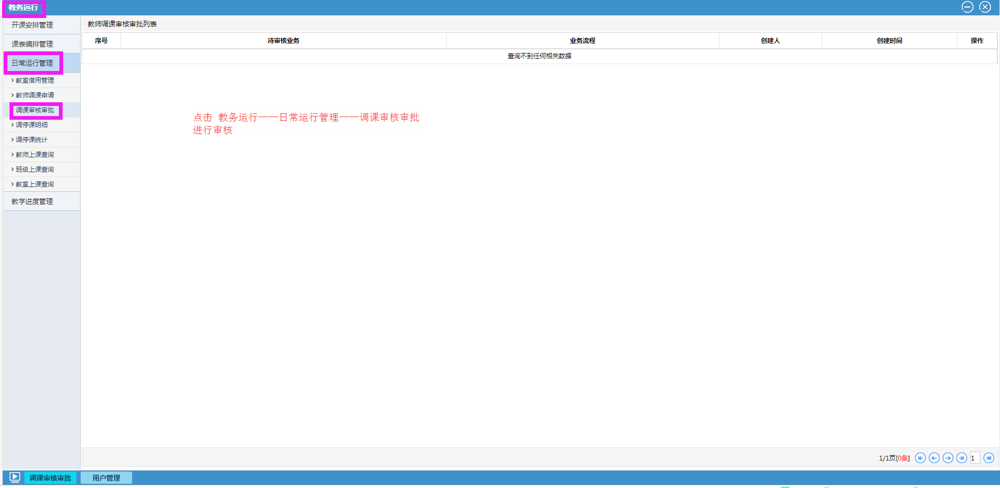 教务运行
开课安排管理
课表编排管理
日常运行管理
教室借用管理
教师调课申请
调课审核审批
调停课明细
调停课统计
教师上课查询
班级上课查询
教室上课查询
教学进度管理
教师调课审核审批列表
序号 待审核业务 业务流程 创建人 创建时间 操作
查询不到任何相关数据
点击 教务运行——日常运行管理——调课审核审批
进行审核
1/1页[0条] 1
调课审核审批 用户管理